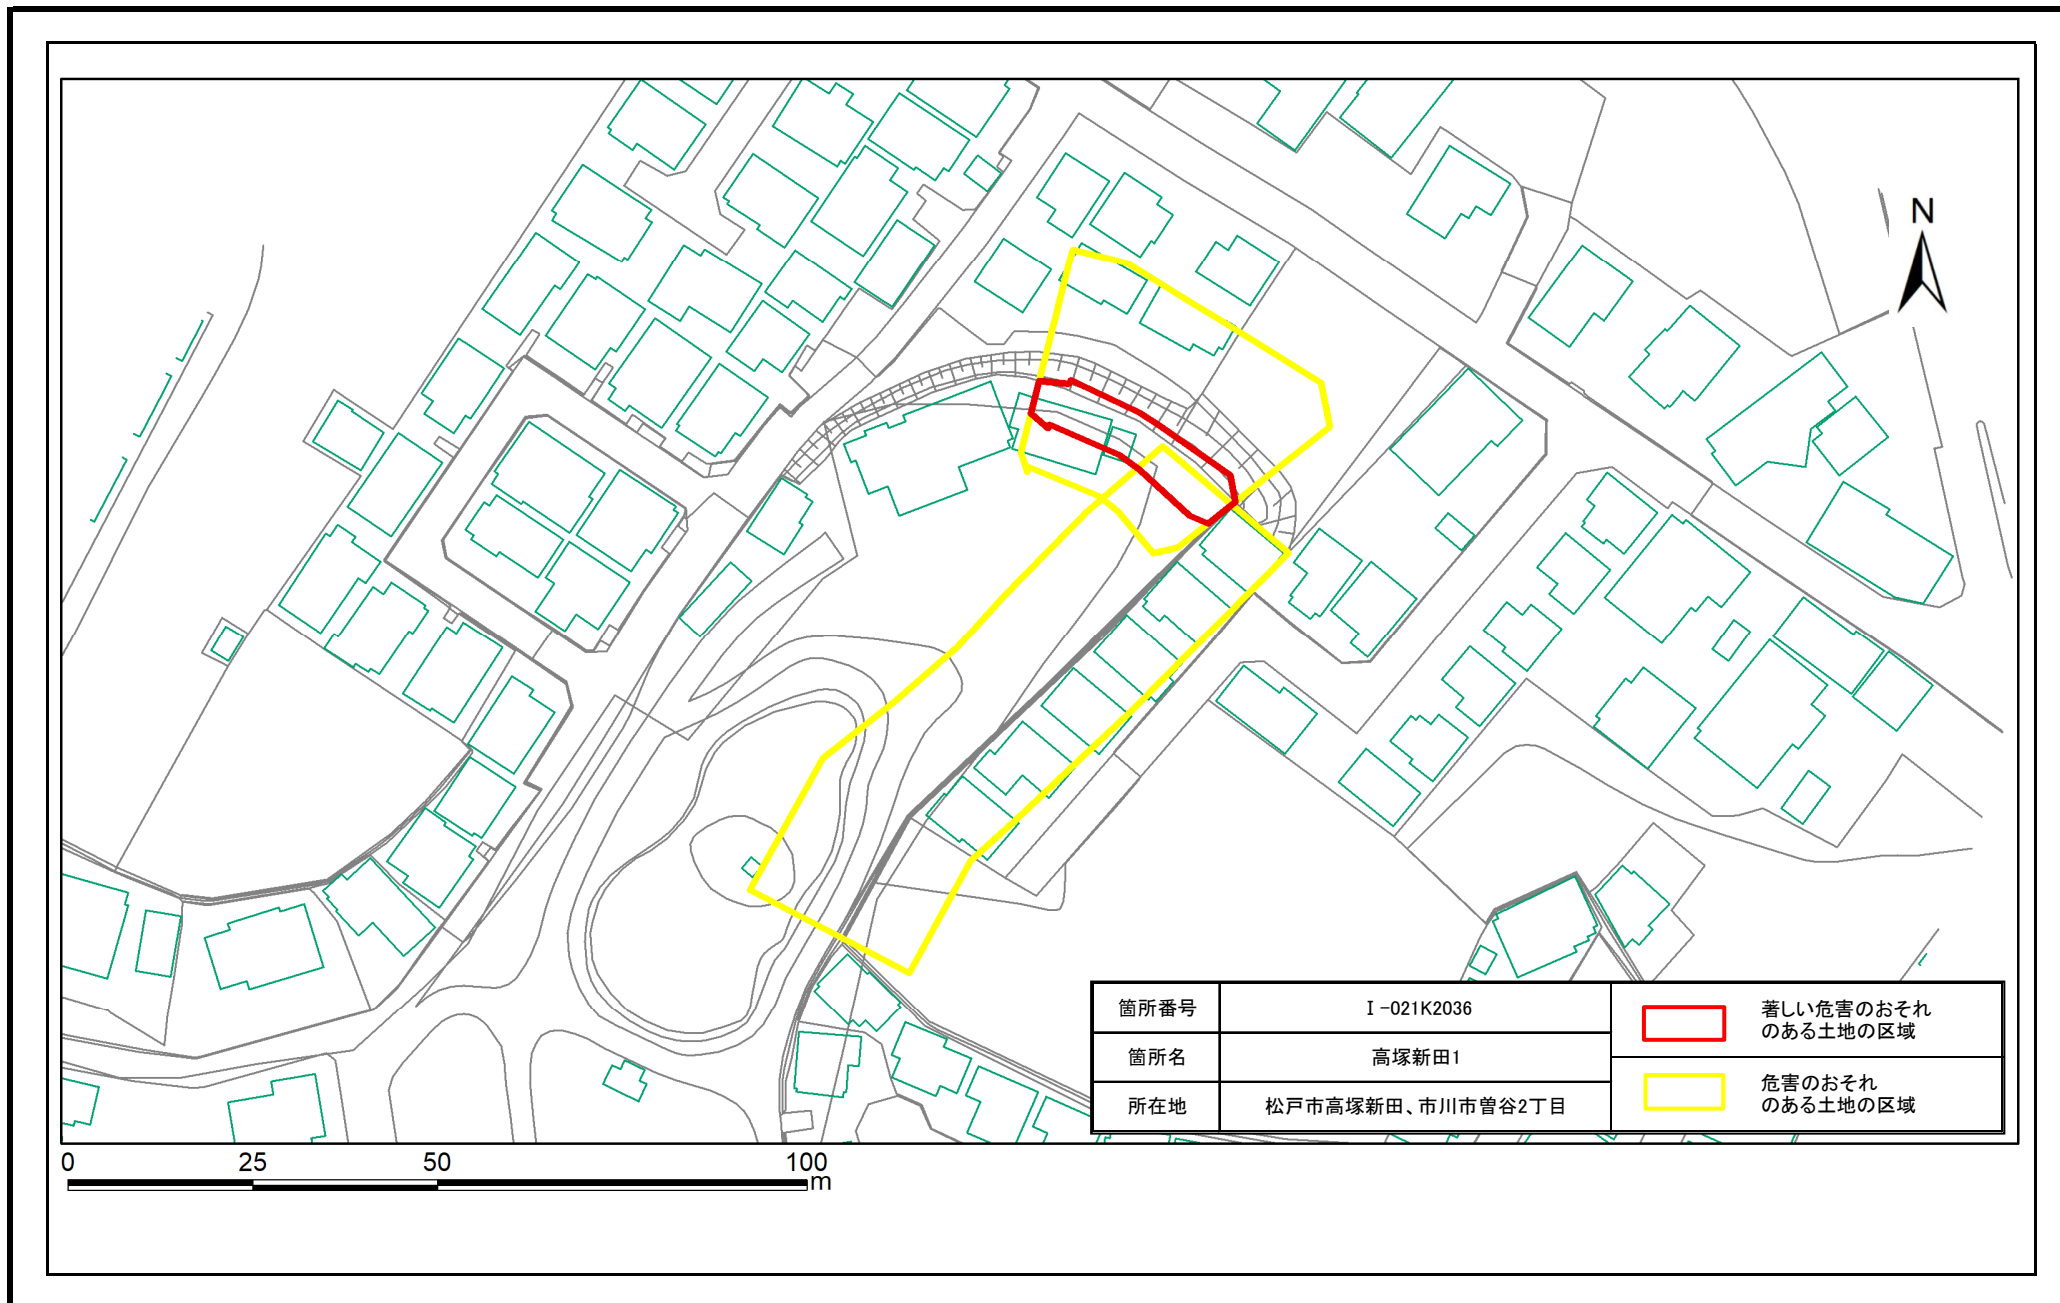 N
箇所番号
Ⅰ-021K2036
箇所名
高塚新田1
所在地
松戸市高塚新田、市川市曽谷2丁目
著しい危害のおそれ
のある土地の区域
危害のおそれ
のある土地の区域
0 25 50 100
m